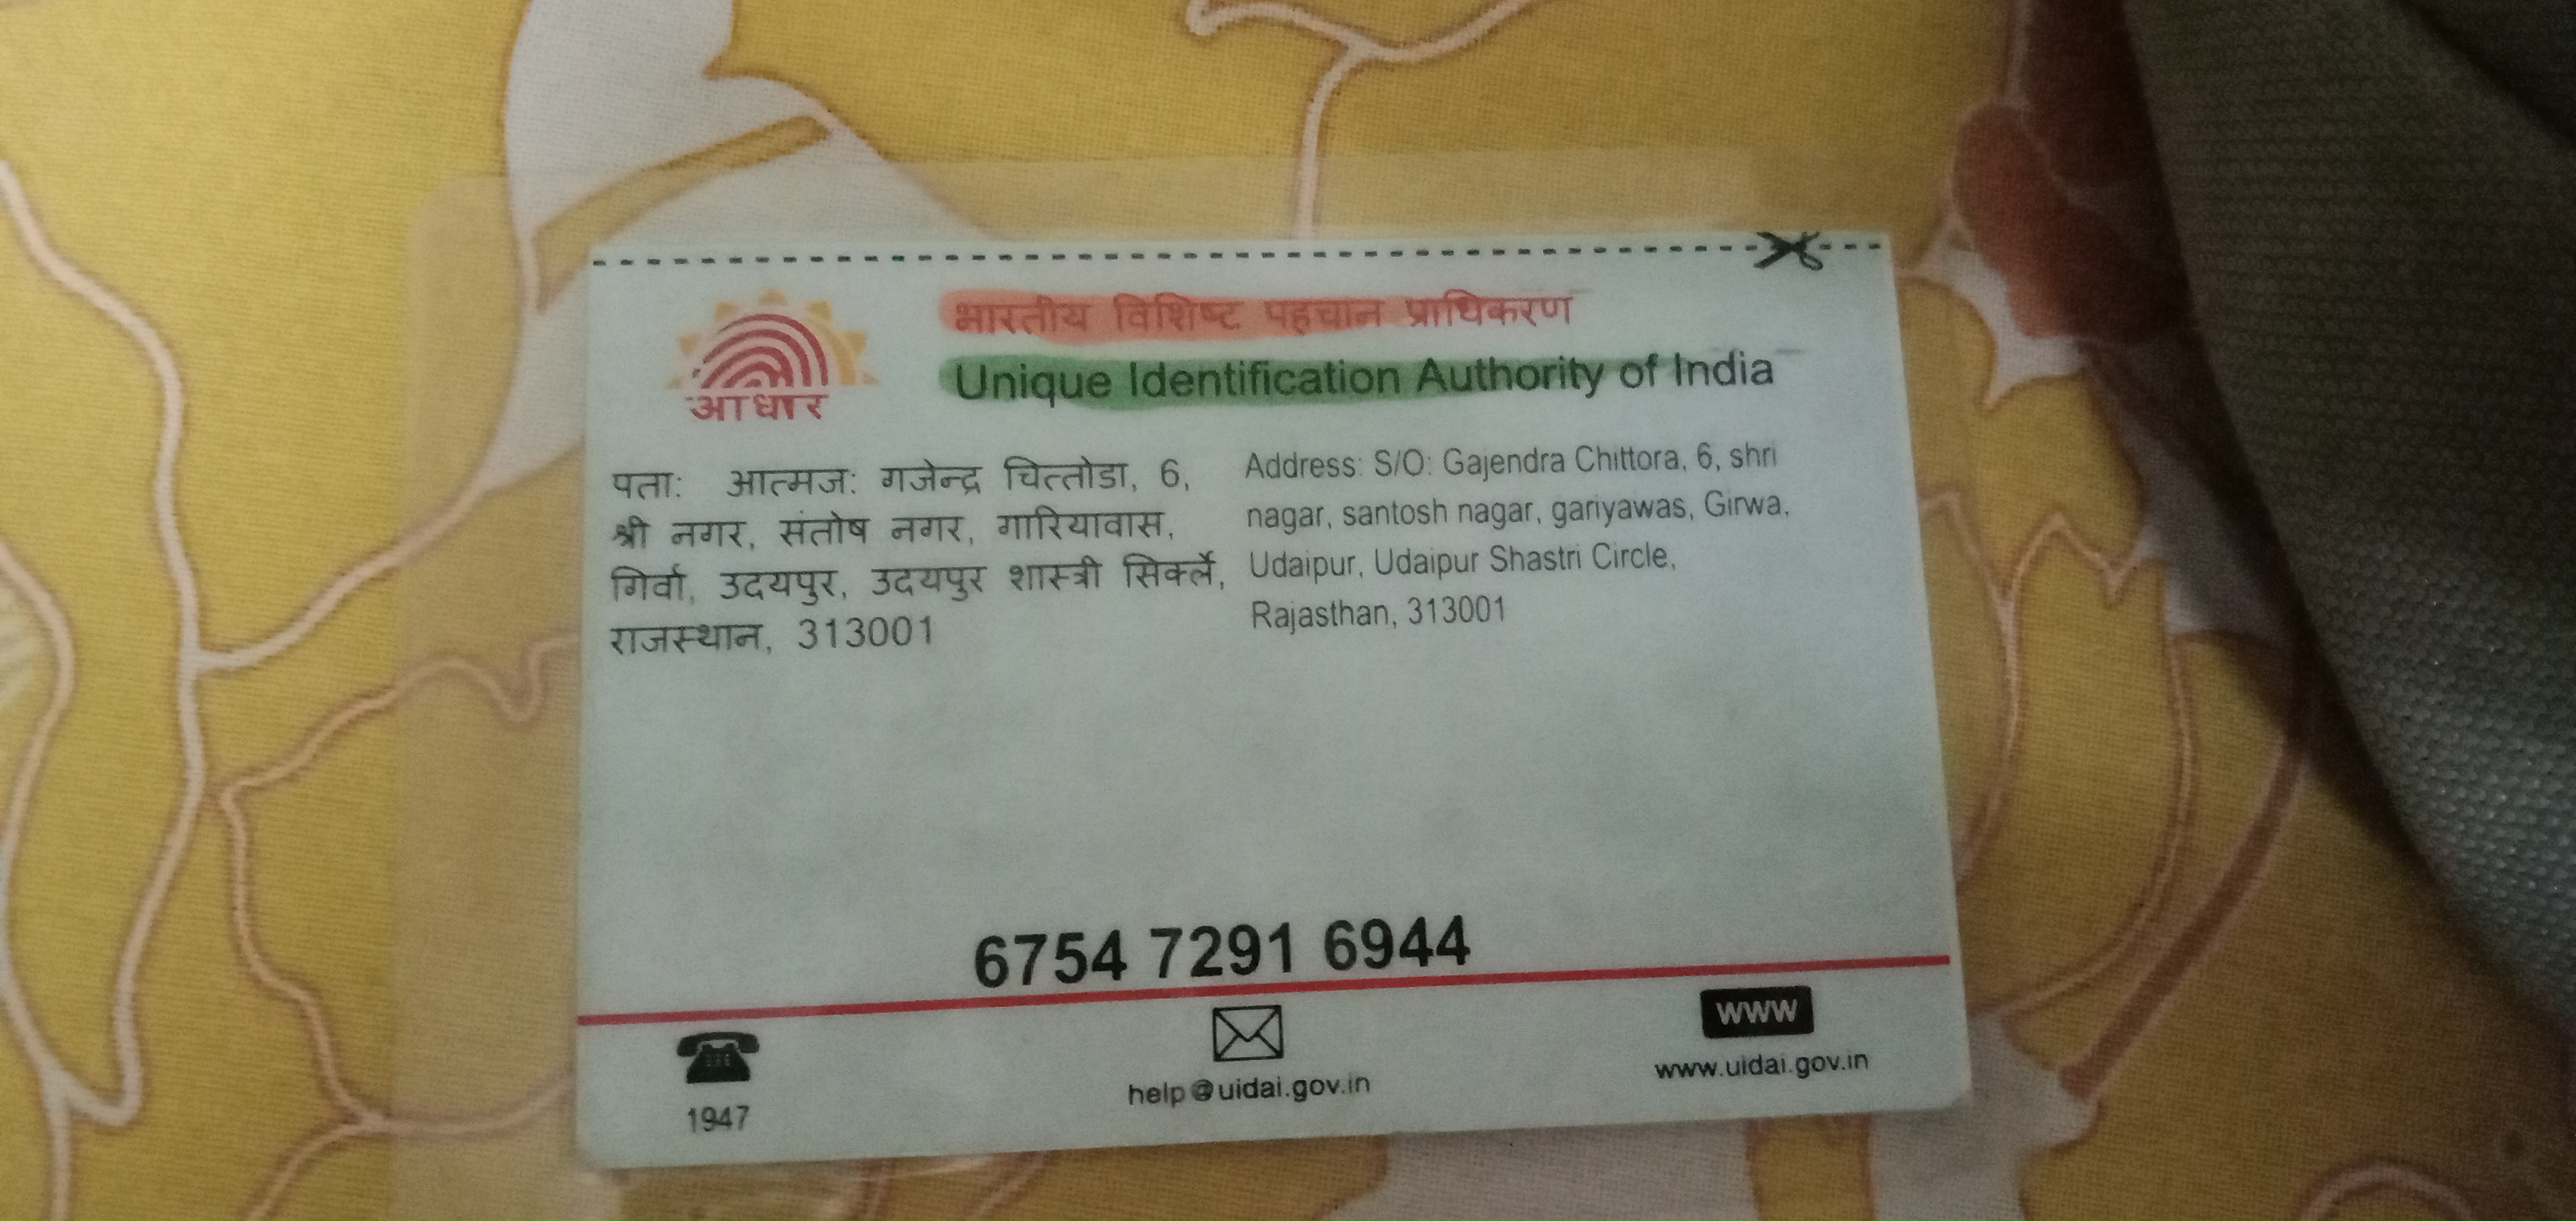 भारतीय विशिष्ट पहचान प्राधिकरण
Unique Identification Authority of India
आधार
पता: आत्मज: गजेन्द्र चित्तोडा, 6,
श्री नगर, संतोष नगर, गारियावास,
गिर्वा, उदयपुर, उदयपुर शास्त्री सिर्क्ले,
राजस्थान, 313001
Address: S/O: Gajendra Chittora, 6, shri
nagar, santosh nagar, gariyawas, Girwa,
Udaipur, Udaipur Shastri Circle,
Rajasthan, 313001
6754 7291 6944
1947
help@uidai.gov.in
WWW
www.uidai.gov.in